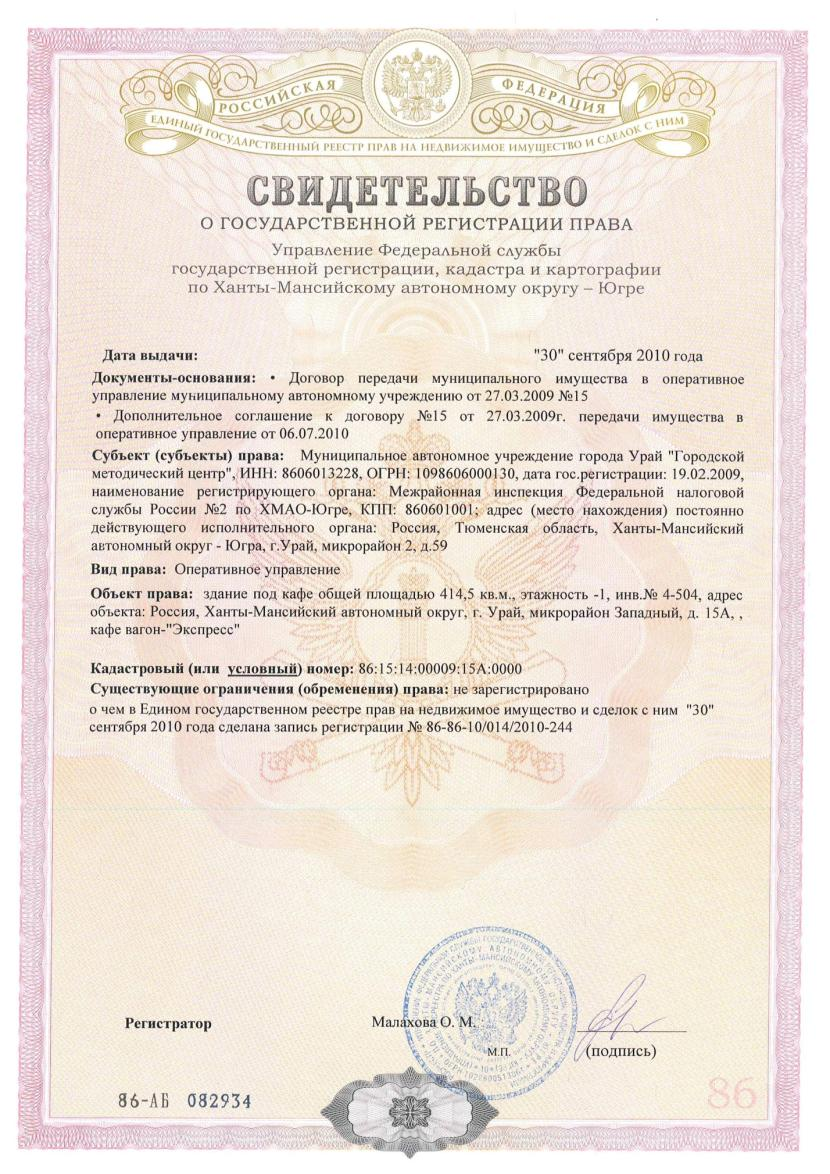 РОССИЙСКАЯ ФЕДЕРАЦИЯ
ЕДИНЫЙ ГОСУДАРСТВЕННЫЙ РЕЕСТР ПРАВ НА НЕДВИЖИМОЕ ИМУЩЕСТВО И СДЕЛОК С НИМ
СВИДЕТЕЛЬСТВО
О ГОСУДАРСТВЕННОЙ РЕГИСТРАЦИИ ПРАВА
Управление Федеральной службы
государственной регистрации, кадастра и картографии
по Ханты-Мансийскому автономному округу – Югре
Дата выдачи: "30" сентября 2010 года
Документы-основания: • Договор передачи муниципального имущества в оперативное
управление муниципальному автономному учреждению от 27.03.2009 №15
• Дополнительное соглашение к договору №15 от 27.03.2009г. передачи имущества в
оперативное управление от 06.07.2010
Субъект (субъекты) права: Муниципальное автономное учреждение города Урай "Городской
методический центр", ИНН: 8606013228, ОГРН: 1098606000130, дата гос.регистрации: 19.02.2009,
наименование регистрирующего органа: Межрайонная инспекция Федеральной налоговой
службы России №2 по ХМАО-Югре, КПП: 860601001; адрес (место нахождения) постоянно
действующего исполнительного органа: Россия, Тюменская область, Ханты-Мансийский
автономный округ - Югра, г.Урай, микрорайон 2, д.59
Вид права: Оперативное управление
Объект права: здание под кафе общей площадью 414,5 кв.м., этажность -1, инв.№ 4-504, адрес
объекта: Россия, Ханты-Мансийский автономный округ, г. Урай, микрорайон Западный, д. 15А, ,
кафе вагон-"Экспресс"
Кадастровый (или условный) номер: 86:15:14:00009:15А:0000
Существующие ограничения (обременения) права: не зарегистрировано
о чем в Едином государственном реестре прав на недвижимое имущество и сделок с ним "30"
сентября 2010 года сделана запись регистрации № 86-86-10/014/2010-244
Регистратор Малахова О. М.
М.П. (подпись)
86-АБ 082934
86